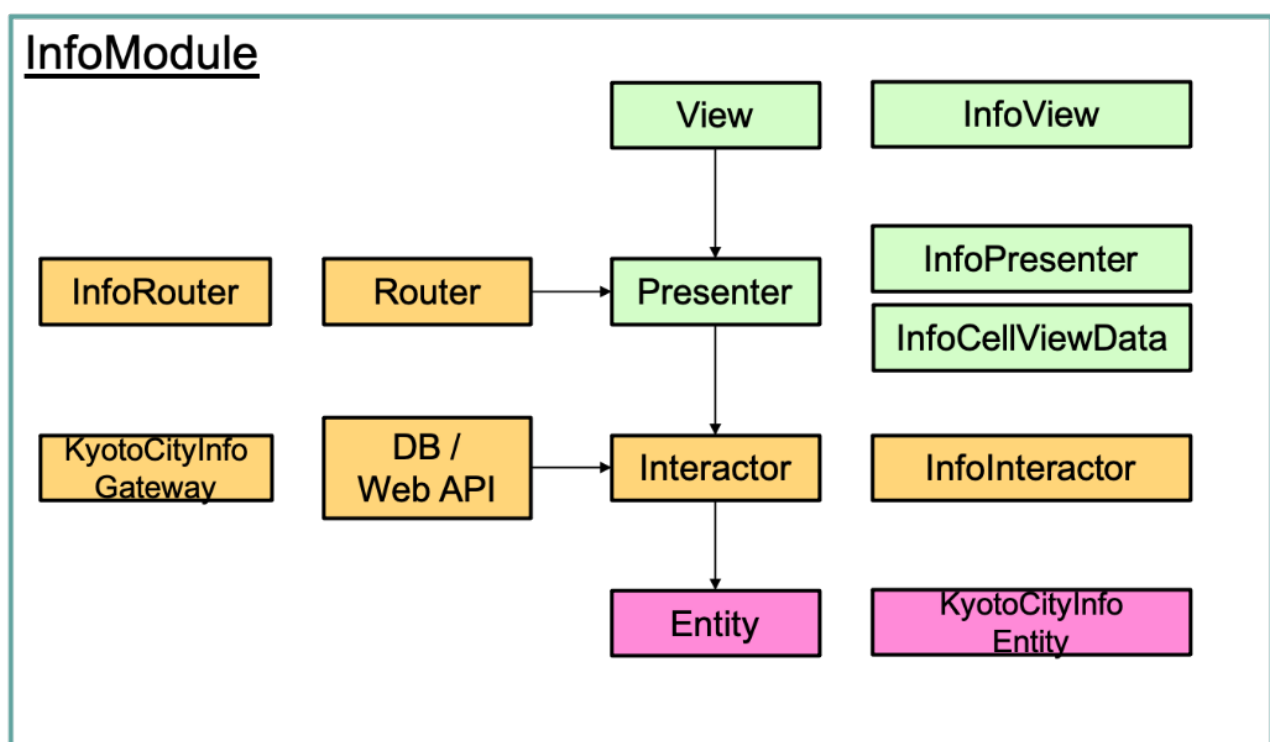 InfoModule
View
InfoView
InfoPresenter
InfoRouter
Router
Presenter
InfoCellViewData
KyotoCityInfo
Gateway
DB /
Web API
Interactor
InfoInteractor
Entity
KyotoCityInfo
Entity